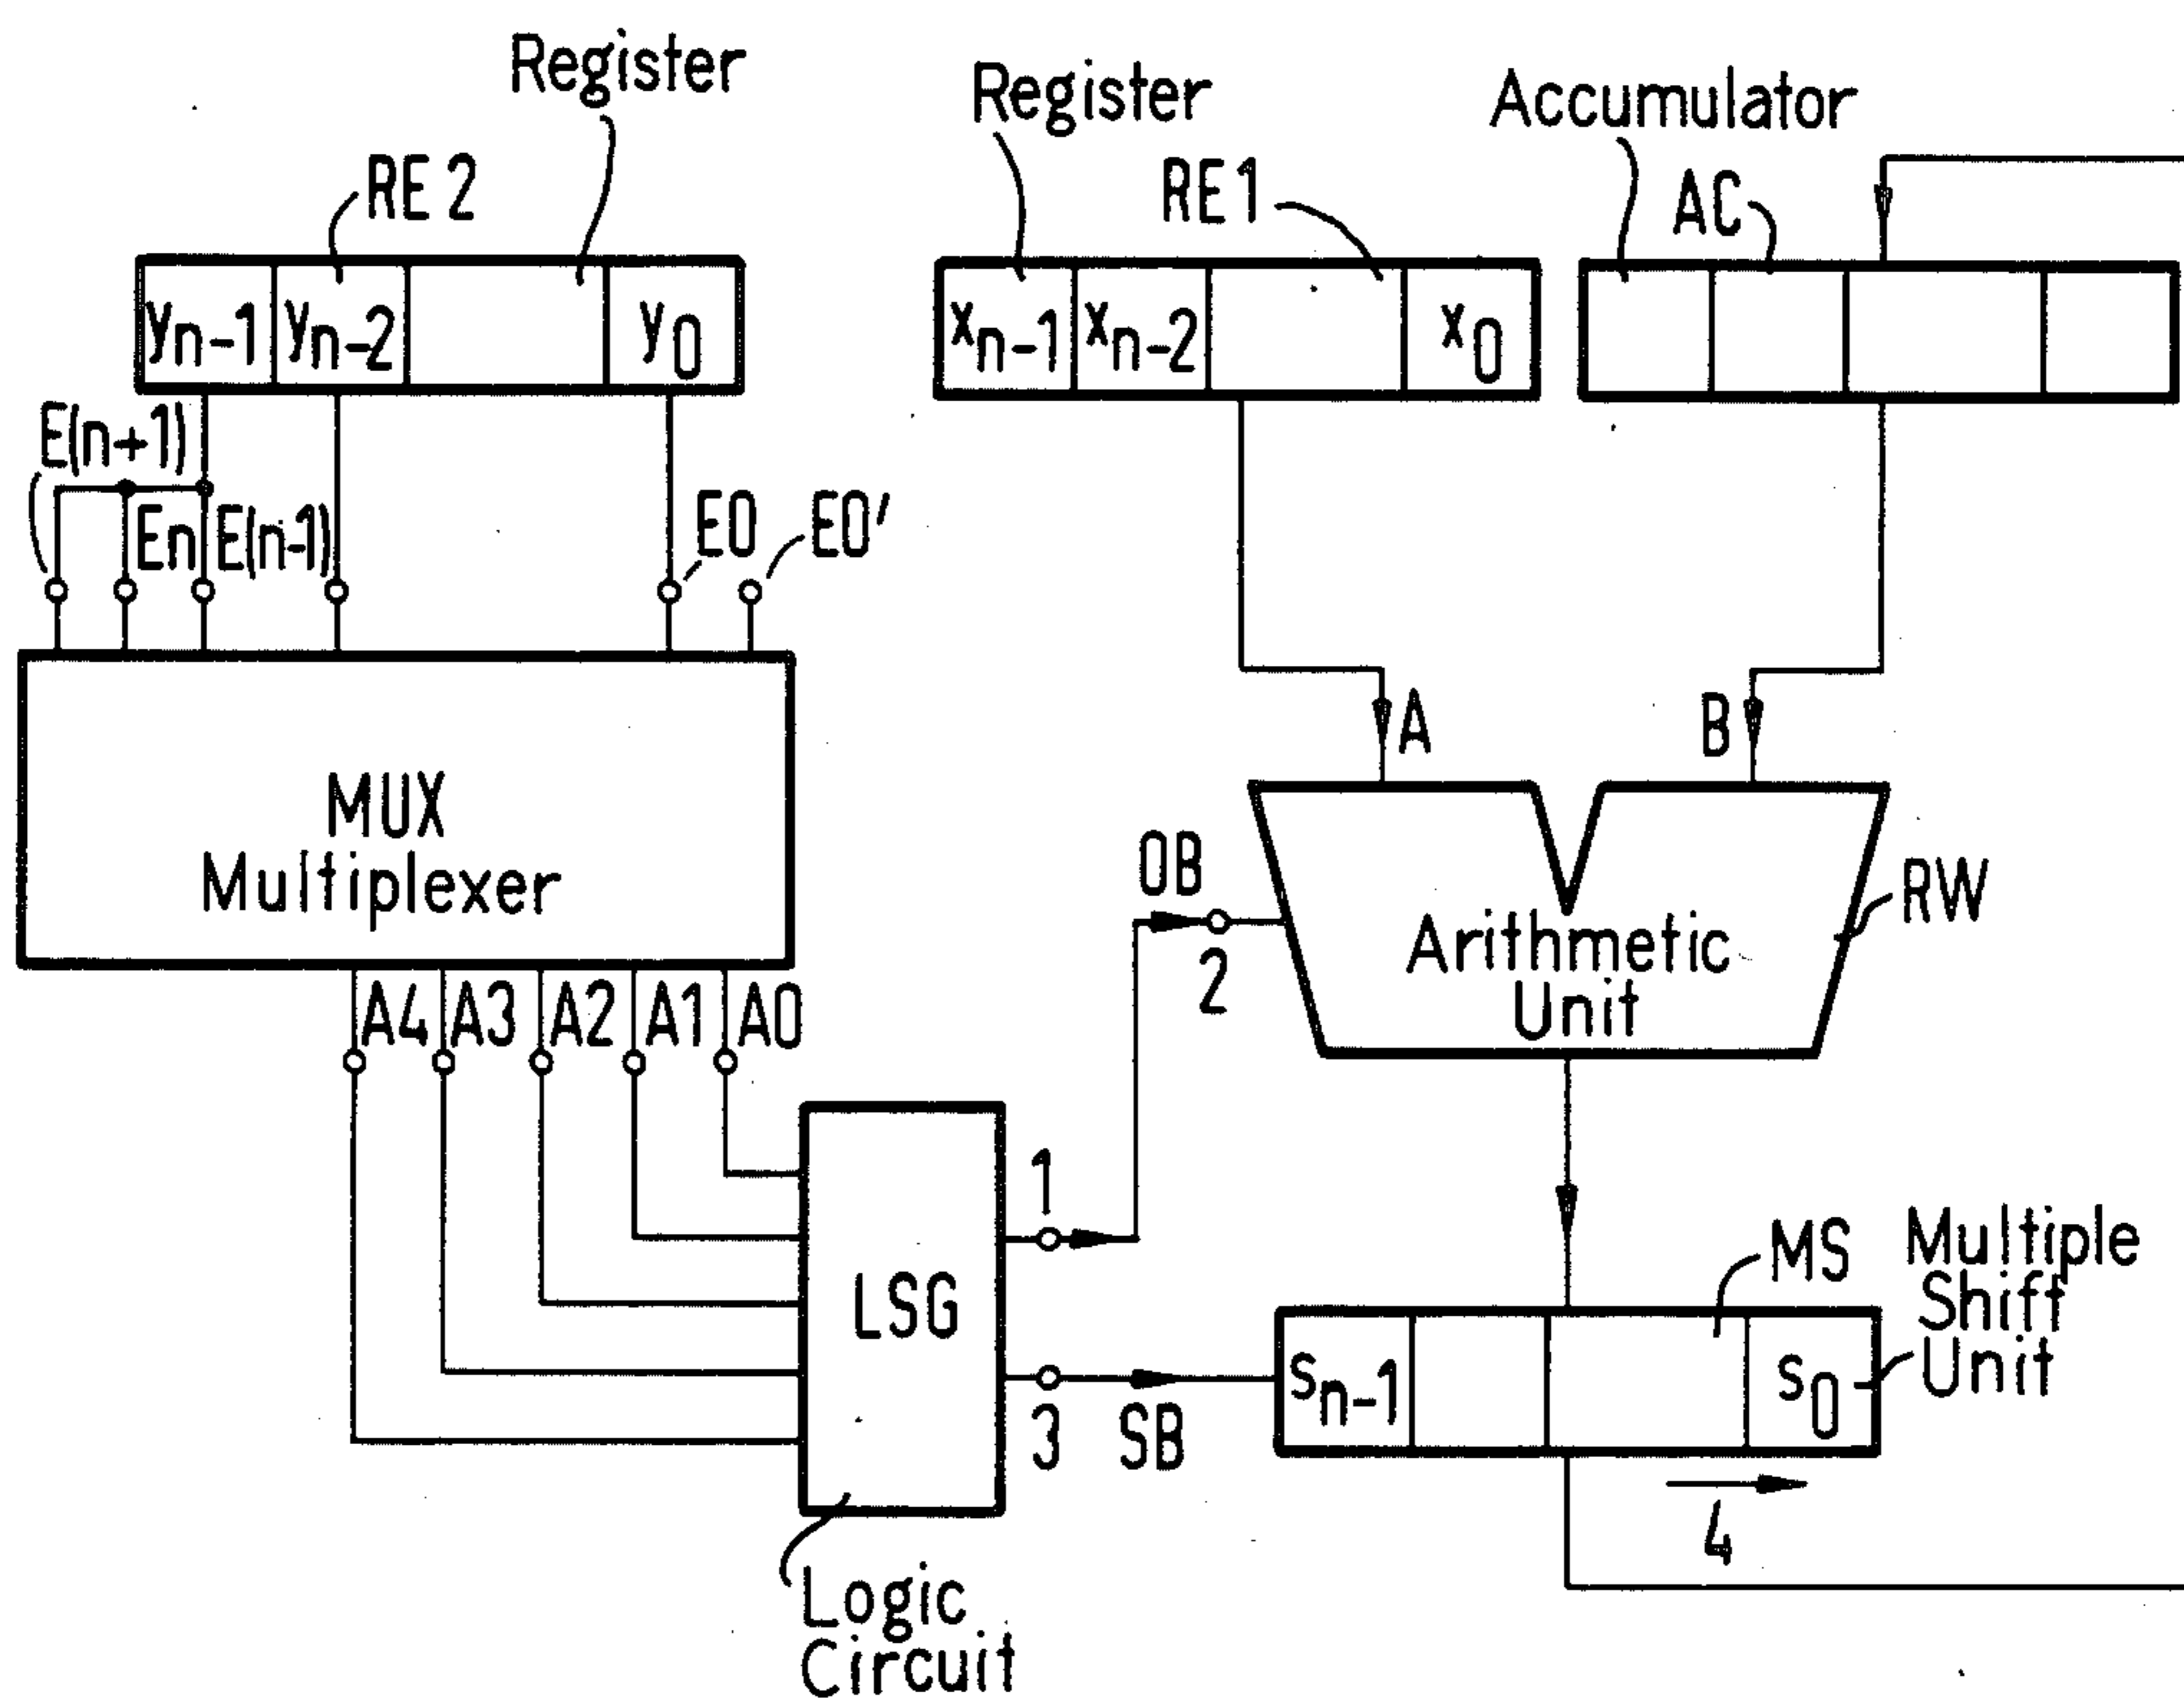 Register
Register
Accumulator
RE 2
RE 1
AC
yn-1 yn-2 y0
xn-1 xn-2 x0
E(n+1)
En E(n-1)
E0
E0'
A
B
MUX
Multiplexer
OB
2
Arithmetic
Unit
RW
A4 A3 A2 A1 A0
1
LSG
3
SB
MS
Multiple
Shift
Unit
sn-1 s0
4
Logic
Circuit